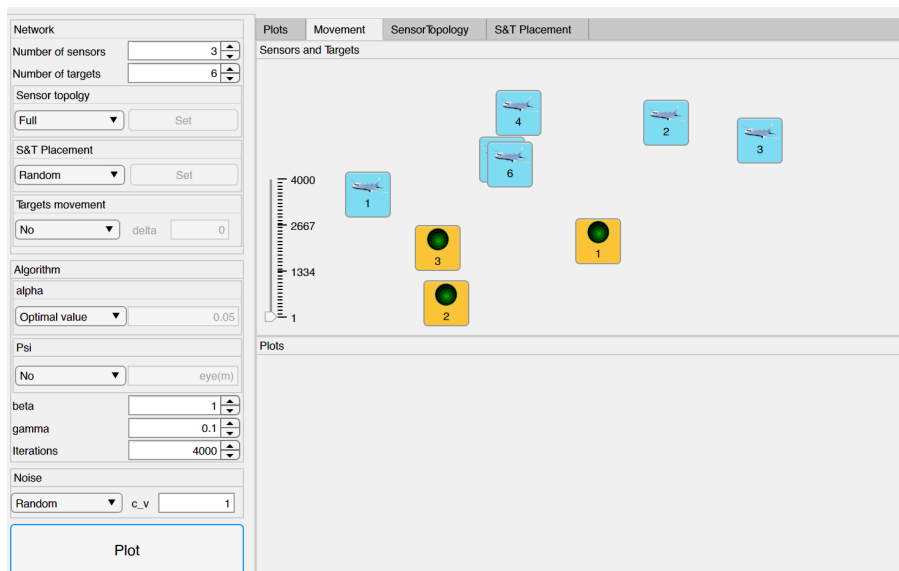 Network
Number of sensors 3
Number of targets 6
Sensor topolgy
Full Set
S&T Placement
Random Set
Targets movement
No delta 0
Algorithm
alpha
Optimal value 0.05
Psi
No eye(m)
beta 1
gamma 0.1
Iterations 4000
Noise
Random c_v 1
Plot
Plots Movement SensorTopology S&T Placement
Sensors and Targets
4
2
3
6
1
4000
2667
1334
1
3
1
2
Plots